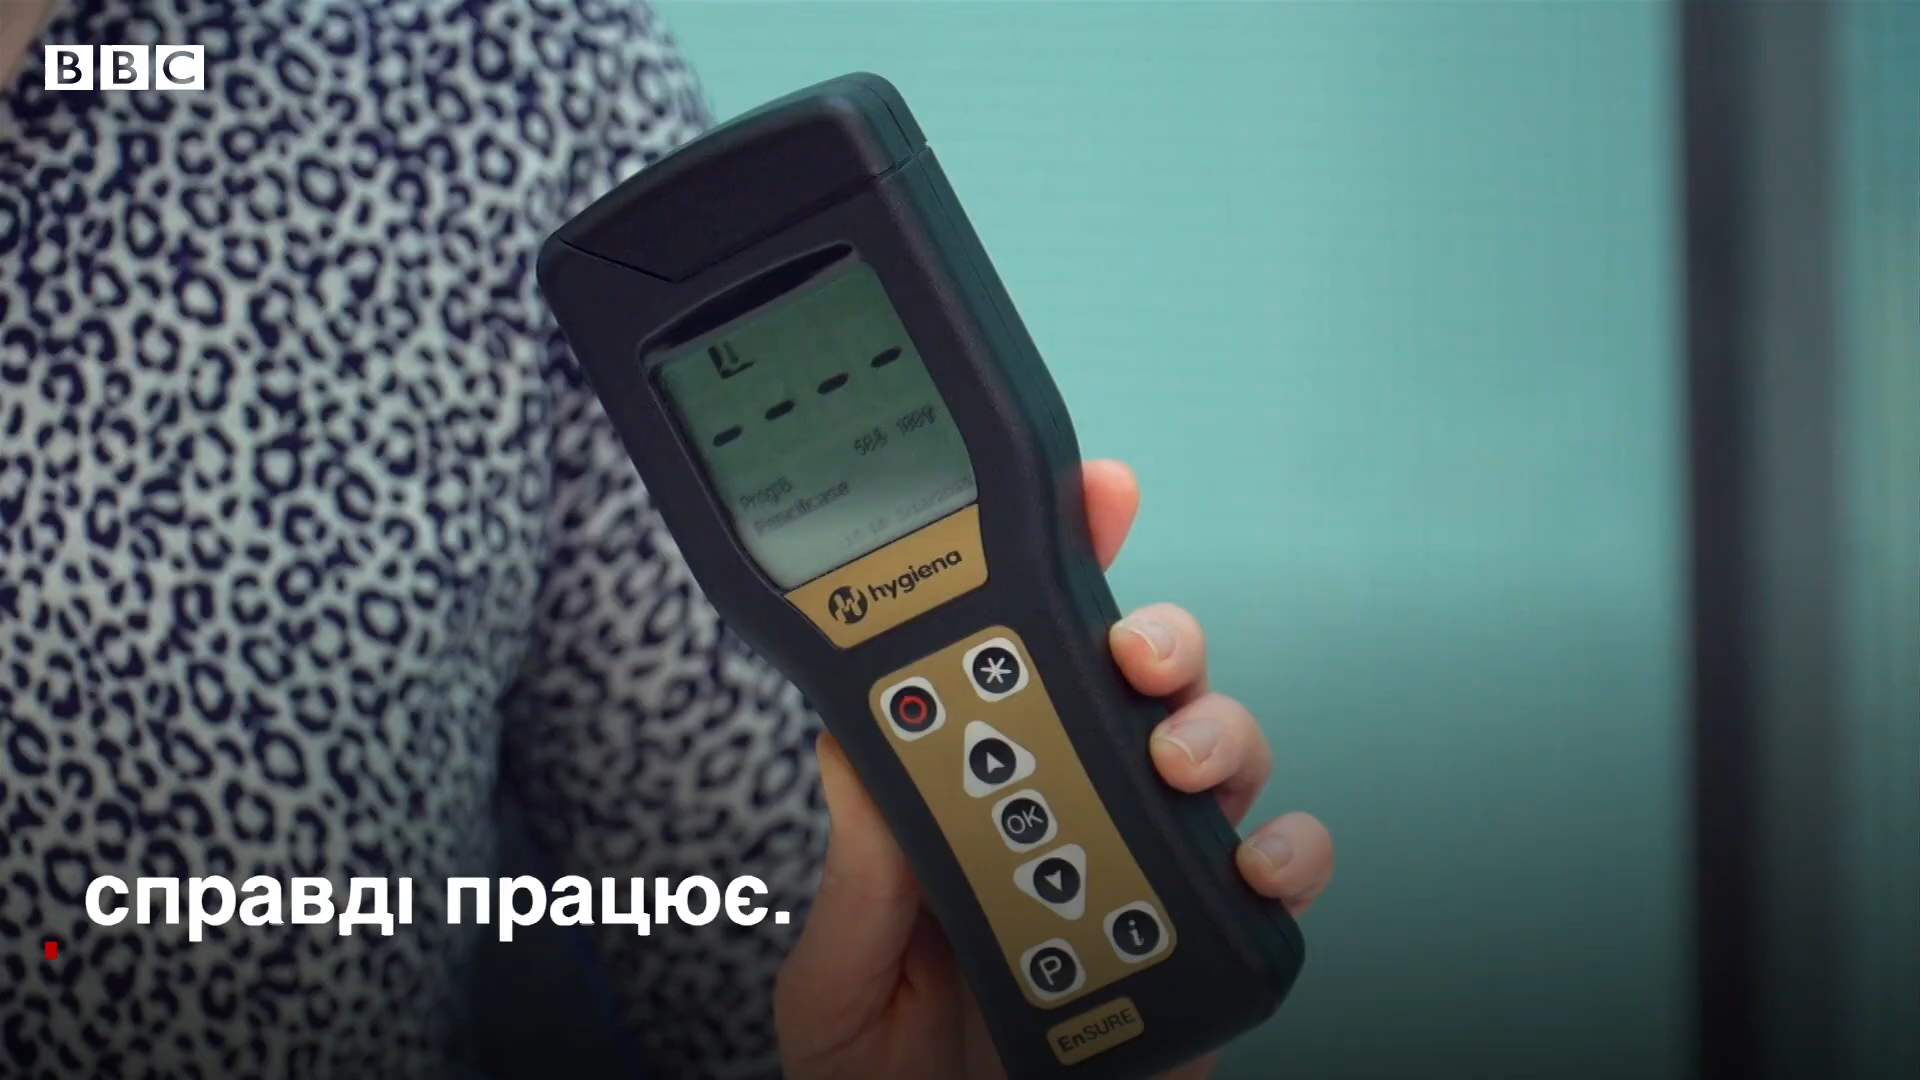 BBC
hygiena
OK
P
i
EnSURE
справді працює.